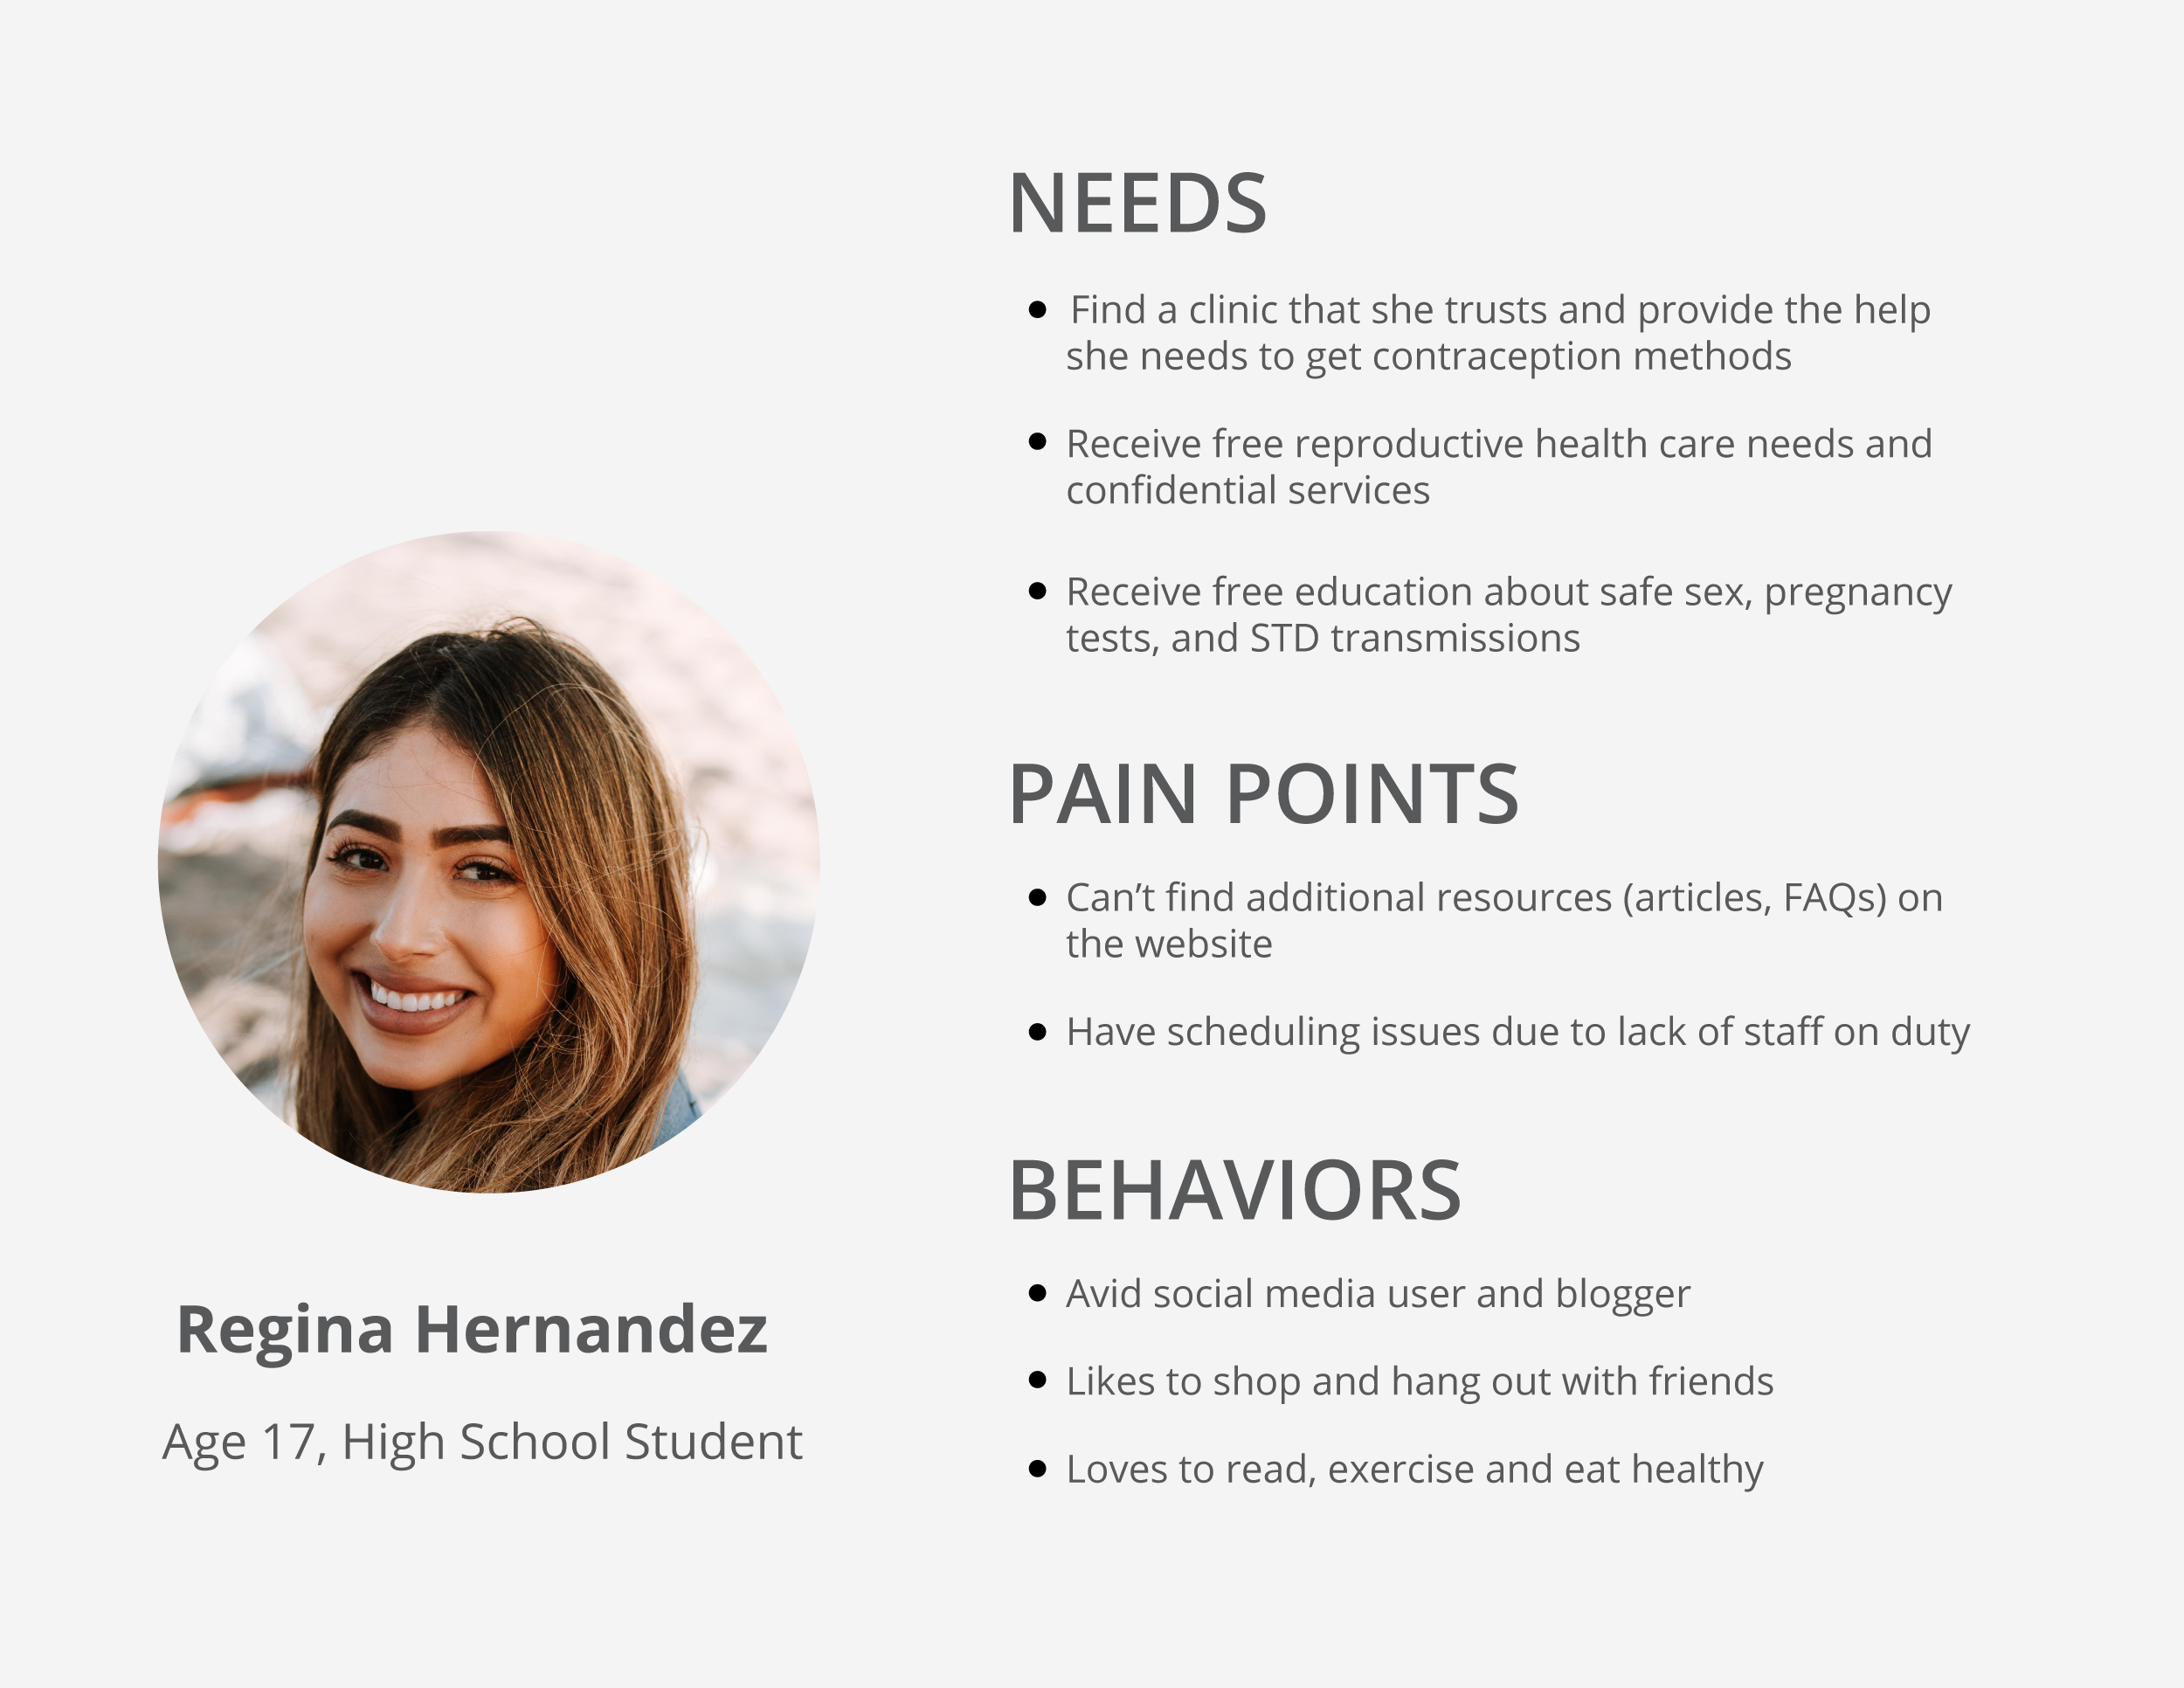 NEEDS
Find a clinic that she trusts and provide the help
she needs to get contraception methods
Receive free reproductive health care needs and
confidential services
Receive free education about safe sex, pregnancy
tests, and STD transmissions
PAIN POINTS
Can’t find additional resources (articles, FAQs) on
the website
Have scheduling issues due to lack of staff on duty
BEHAVIORS
Avid social media user and blogger
Likes to shop and hang out with friends
Loves to read, exercise and eat healthy
Regina Hernandez
Age 17, High School Student